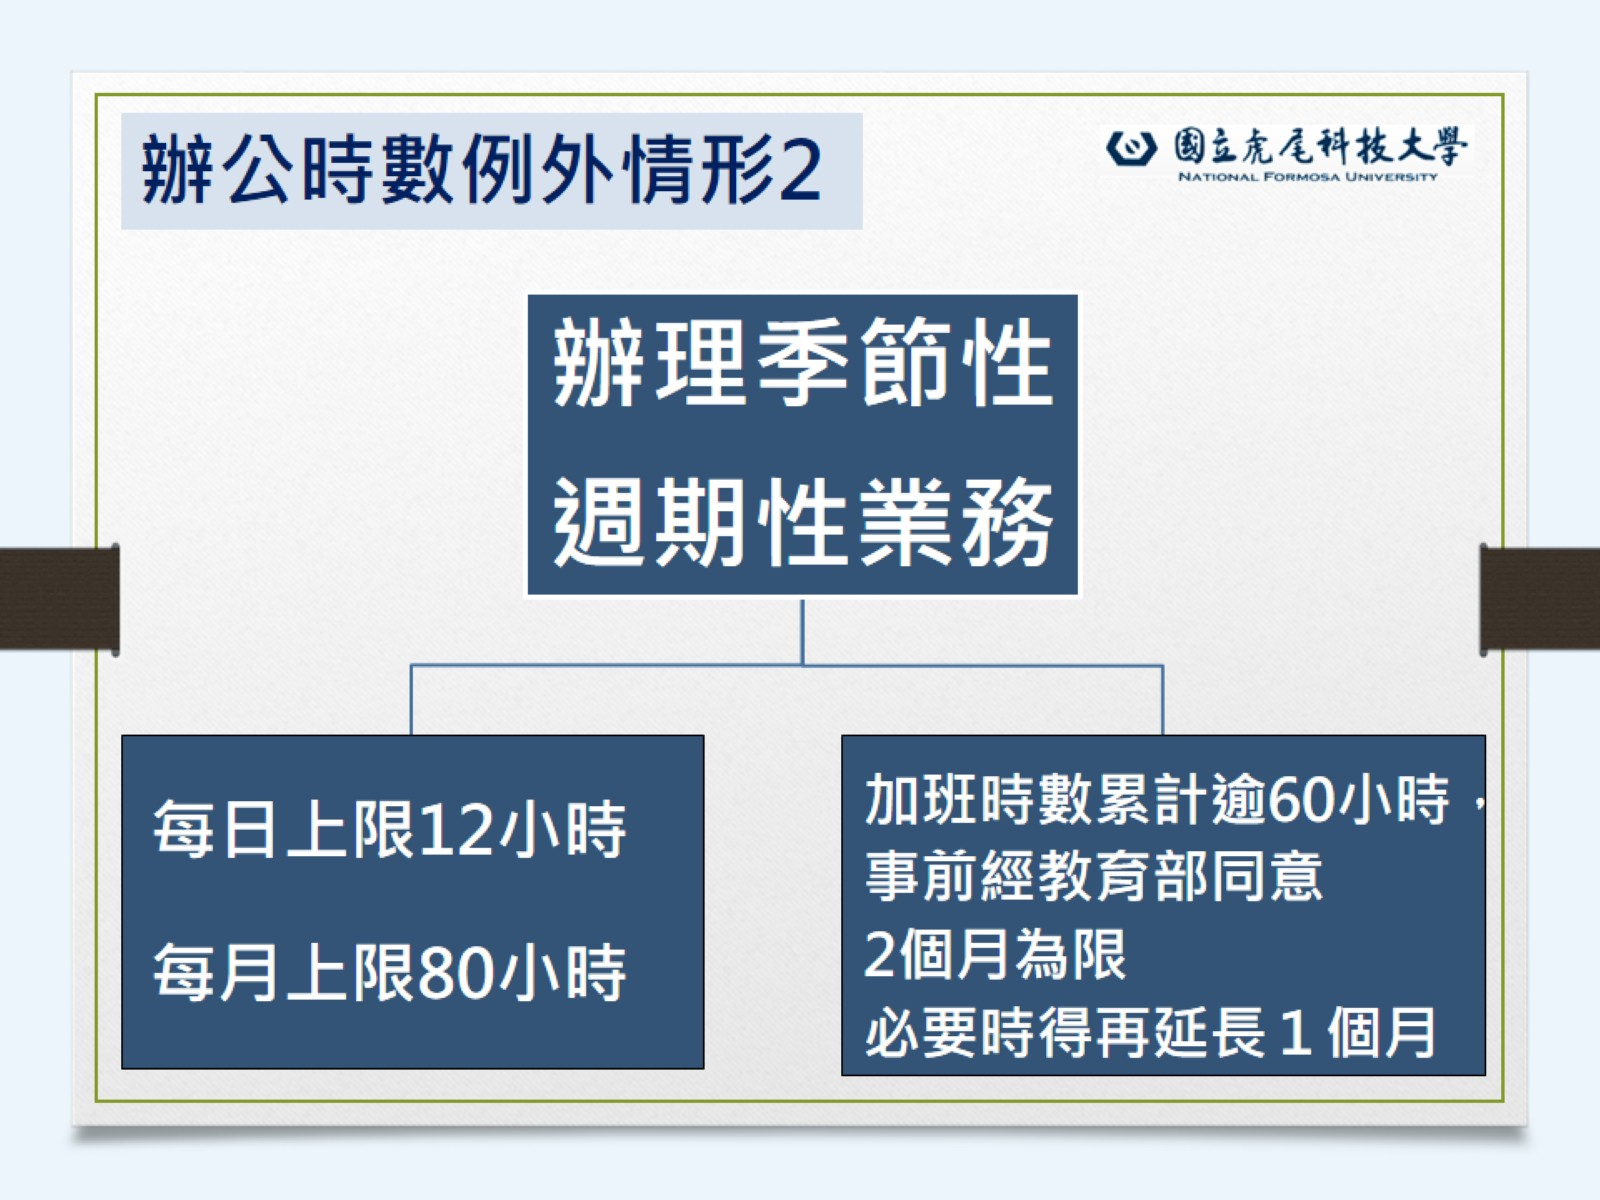 辦公時數例外情形2
國立虎尾科技大學
NATIONAL FORMOSA UNIVERSITY
辦理季節性
週期性業務
每日上限12小時
每月上限80小時
加班時數累計逾60小時，
事前經教育部同意
2個月為限
必要時得再延長１個月